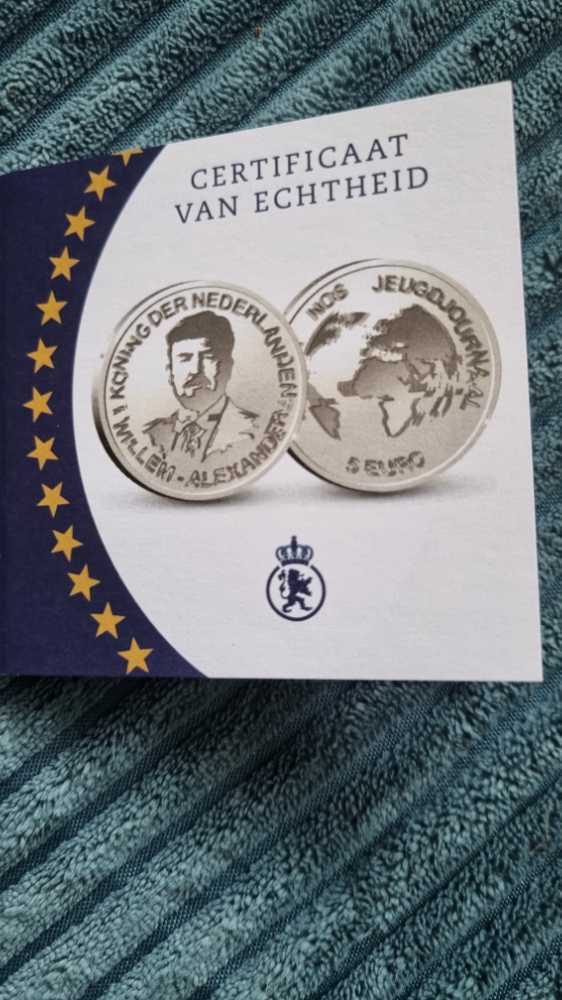 CERTIFICAAT
VAN ECHTHEID
WILLEM-ALEXANDER KONING DER NEDERLANDEN
NOS JEUGDJOURNAAL
5 EURO